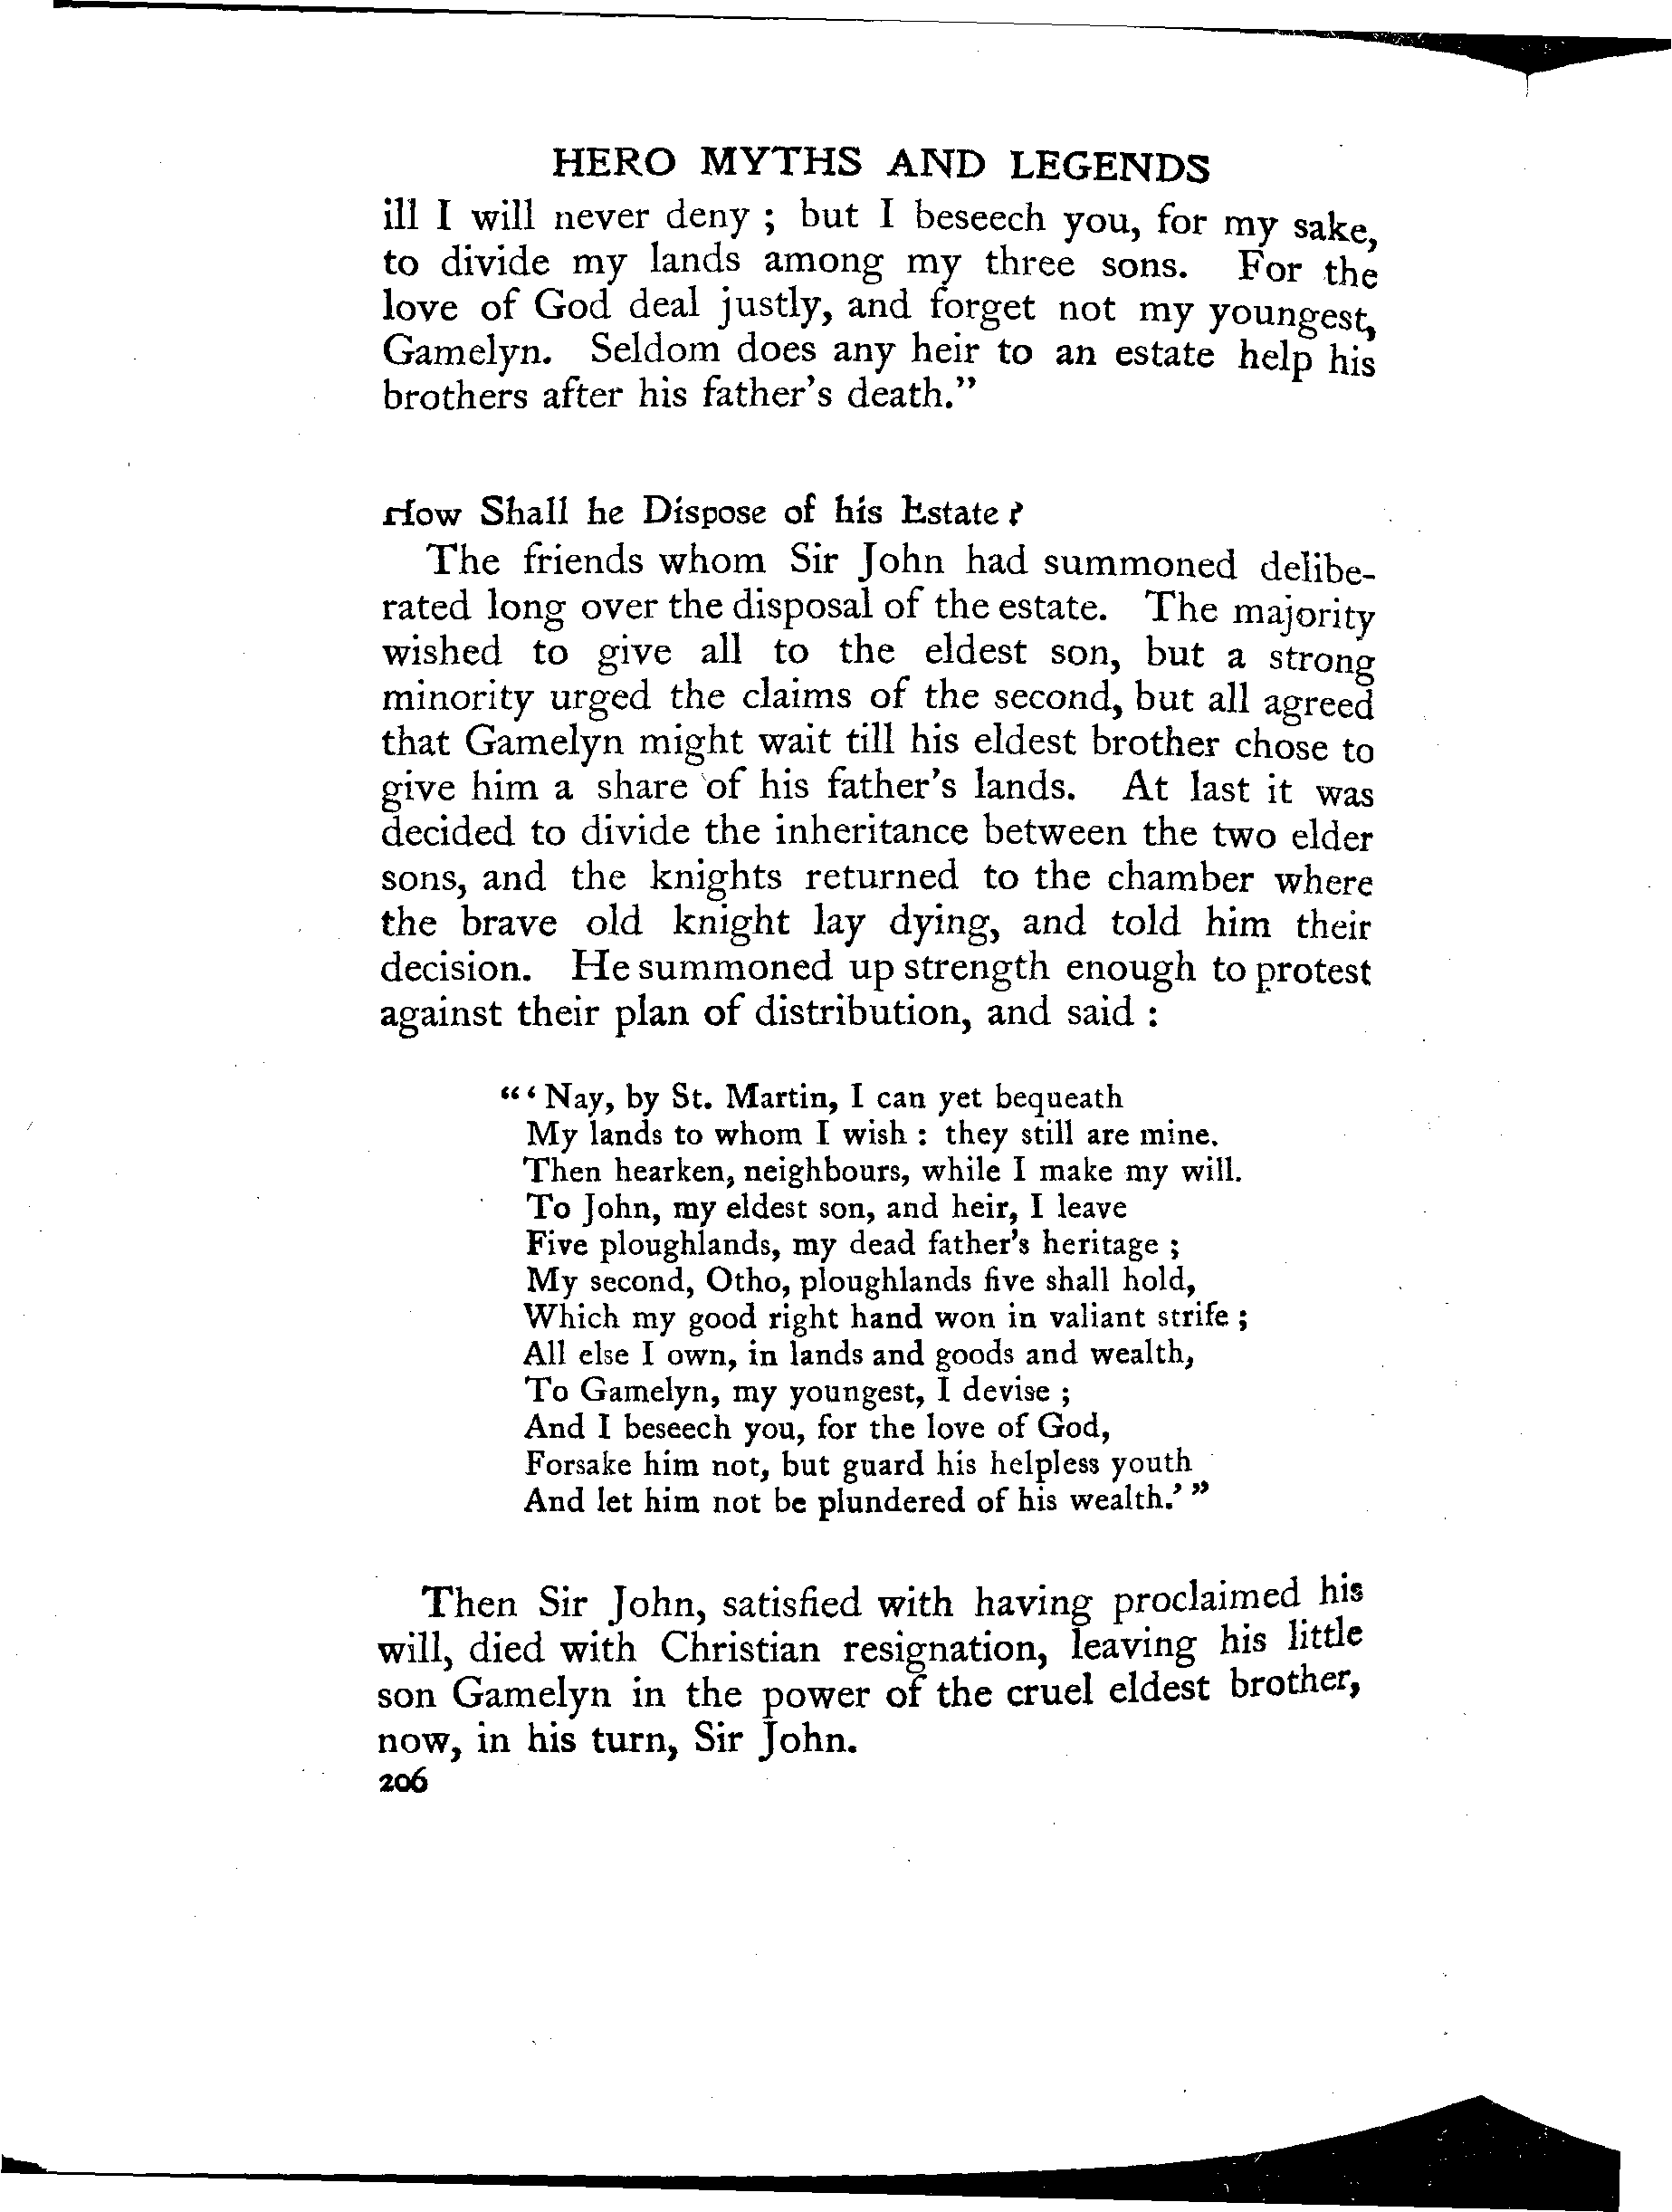 HERO MYTHS AND LEGENDS
ill I will never deny ; but I beseech you, for my sake,
to divide my lands among my three sons. For the
love of God deal justly, and forget not my youngest,
Gamelyn. Seldom does any heir to an estate help his
brothers after his father's death."
How Shall he Dispose of his Estate?
The friends whom Sir John had summoned delibe-
rated long over the disposal of the estate. The majority
wished to give all to the eldest son, but a strong
minority urged the claims of the second, but all agreed
that Gamelyn might wait till his eldest brother chose to
give him a share of his father's lands. At last it was
decided to divide the inheritance between the two elder
sons, and the knights returned to the chamber where
the brave old knight lay dying, and told him their
decision. He summoned up strength enough to protest
against their plan of distribution, and said :
"'Nay, by St. Martin, I can yet bequeath
My lands to whom I wish : they still are mine.
Then hearken, neighbours, while I make my will.
To John, my eldest son, and heir, I leave
Five ploughlands, my dead father's heritage ;
My second, Otho, ploughlands five shall hold,
Which my good right hand won in valiant strife ;
All else I own, in lands and goods and wealth,
To Gamelyn, my youngest, I devise ;
And I beseech you, for the love of God,
Forsake him not, but guard his helpless youth
And let him not be plundered of his wealth.'"
Then Sir John, satisfied with having proclaimed his
will, died with Christian resignation, leaving his little
son Gamelyn in the power of the cruel eldest brother,
now, in his turn, Sir John.
206